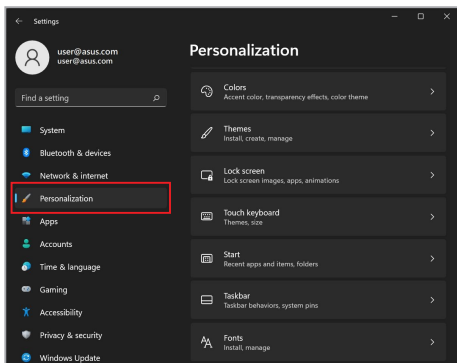 Settings
user@asus.com
user@asus.com
Find a setting
System
Bluetooth & devices
Network & internet
Personalization
Apps
Accounts
Time & language
Gaming
Accessibility
Privacy & security
Windows Update
Personalization
Colors
Accent color, transparency effects, color theme
Themes
Install, create, manage
Lock screen
Lock screen images, apps, animations
Touch keyboard
Themes, size
Start
Recent apps and items, folders
Taskbar
Taskbar behaviors, system pins
Fonts
Install, manage